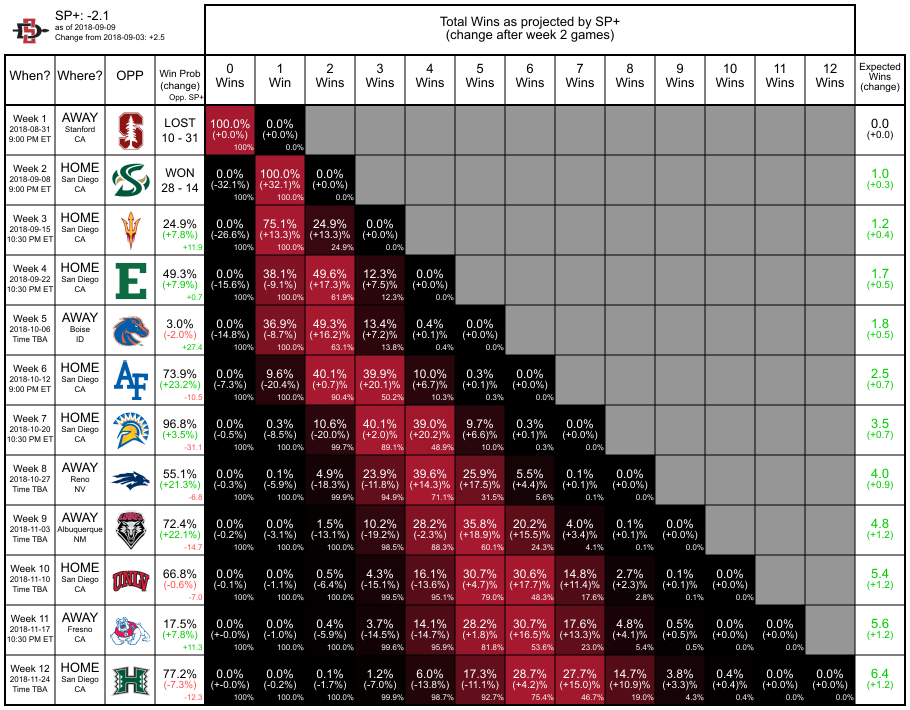 SP+: -2.1
as of 2018-09-09
Change from 2018-09-03: +2.5
Total Wins as projected by SP+
(change after week 2 games)
When? Where? OPP Win Prob (change) Opp. SP+ 0 Wins 1 Win 2 Wins 3 Wins 4 Wins 5 Wins 6 Wins 7 Wins 8 Wins 9 Wins 10 Wins 11 Wins 12 Wins Expected Wins (change)
Week 1 AWAY LOST 100.0% 0.0% 0.0
2018-08-31 Stanford 10 - 31 (+0.0%) (+0.0%) (+0.0)
9:00 PM ET CA 100% 0.0%
Week 2 HOME WON 0.0% 100.0% 0.0% 1.0
2018-09-08 San Diego 28 - 14 (-32.1%) (+32.1)%) (+0.0%) (+0.3)
9:00 PM ET CA 100% 100.0% 0.0%
Week 3 HOME 24.9% 0.0% 75.1% 24.9% 0.0% 1.2
2018-09-15 San Diego (+7.8%) (-26.6%) (+13.3)%) (+13.3%) (+0.0%) (+0.4)
10:30 PM ET CA +11.9 100% 100.0% 24.9% 0.0%
Week 4 HOME 49.3% 0.0% 38.1% 49.6% 12.3% 0.0% 1.7
2018-09-22 San Diego (+7.9%) (-15.6%) (-9.1%) (+17.3%) (+7.5)%) (+0.0%) (+0.5)
10:30 PM ET CA +0.7 100% 100.0% 61.9% 12.3% 0.0%
Week 5 AWAY 3.0% 0.0% 36.9% 49.3% 13.4% 0.4% 0.0% 1.8
2018-10-06 Boise (-2.0%) (-14.8%) (-8.7%) (+16.2)%) (+7.2%) (+0.1)%) (+0.0%) (+0.5)
Time TBA ID +27.4 100% 100.0% 63.1% 13.8% 0.4% 0.0%
Week 6 HOME 73.9% 0.0% 9.6% 40.1% 39.9% 10.0% 0.3% 0.0% 2.5
2018-10-12 San Diego (+23.2%) (-7.3%) (-20.4%) (+0.7)%) (+20.1)%) (+6.7%) (+0.1)%) (+0.0%) (+0.7)
9:00 PM ET CA -10.5 100% 100.0% 90.4% 50.2% 10.3% 0.3% 0.0%
Week 7 HOME 96.8% 0.0% 0.3% 10.6% 40.1% 39.0% 9.7% 0.3% 0.0% 3.5
2018-10-20 San Diego (+3.5%) (-0.5%) (-8.5%) (-20.0%) (+2.0)%) (+20.2)%) (+6.6)%) (+0.1)%) (+0.0%) (+0.7)
10:30 PM ET CA -31.1 100% 100.0% 99.7% 89.1% 48.9% 10.0% 0.3% 0.0%
Week 8 AWAY 55.1% 0.0% 0.1% 4.9% 23.9% 39.6% 25.9% 5.5% 0.1% 0.0% 4.0
2018-10-27 Reno (+21.3%) (-0.3%) (-5.9%) (-18.3%) (-11.8%) (+14.3)%) (+17.5)%) (+4.4)%) (+0.1)%) (+0.0%) (+0.9)
Time TBA NV -6.8 100% 100.0% 99.9% 94.9% 71.1% 31.5% 5.6% 0.1% 0.0%
Week 9 AWAY 72.4% 0.0% 0.0% 1.5% 10.2% 28.2% 35.8% 20.2% 4.0% 0.1% 0.0% 4.8
2018-11-03 Albuquerque (+22.1%) (-0.2%) (-3.1%) (-13.1%) (-19.2%) (-2.3%) (+18.9)%) (+15.5)%) (+3.4)%) (+0.1)%) (+0.0%) (+1.2)
Time TBA NM -14.7 100% 100.0% 100.0% 98.5% 88.3% 60.1% 24.3% 4.1% 0.1% 0.0%
Week 10 HOME UNLV 66.8% 0.0% 0.0% 0.5% 4.3% 16.1% 30.7% 30.6% 14.8% 2.7% 0.1% 0.0% 5.4
2018-11-10 San Diego (-0.6%) (-0.1%) (-1.1%) (-6.4%) (-15.1%) (-13.6%) (+4.7)%) (+17.7)%) (+11.4)%) (+2.3)%) (+0.1)%) (+0.0%) (+1.2)
Time TBA CA -7.0 100% 100.0% 100.0% 99.5% 95.1% 79.0% 48.3% 17.6% 2.8% 0.1% 0.0%
Week 11 AWAY 17.5% 0.0% 0.0% 0.4% 3.7% 14.1% 28.2% 30.7% 17.6% 4.8% 0.5% 0.0% 0.0% 5.6
2018-11-17 Fresno (+7.8%) (+-0.0%) (-1.0%) (-5.9%) (-14.5%) (-14.7%) (+1.8)%) (+16.5)%) (+13.3)%) (+4.1)%) (+0.5)%) (+0.0%) (+0.0%) (+1.2)
10:30 PM ET CA +11.3 100% 100.0% 100.0% 99.6% 95.9% 81.8% 53.6% 23.0% 5.4% 0.5% 0.0% 0.0%
Week 12 HOME H 77.2% 0.0% 0.0% 0.1% 1.2% 6.0% 17.3% 28.7% 27.7% 14.7% 3.8% 0.4% 0.0% 0.0% 6.4
2018-11-24 San Diego (-7.3%) (+-0.0%) (-0.2%) (-1.7%) (-7.0%) (-13.8%) (-11.1%) (+4.2)%) (+15.0)%) (+10.9)%) (+3.3)%) (+0.4)%) (+0.0%) (+0.0%) (+1.2)
Time TBA CA -12.3 100% 100.0% 100.0% 99.9% 98.7% 92.7% 75.4% 46.7% 19.0% 4.3% 0.4% 0.0% 0.0%